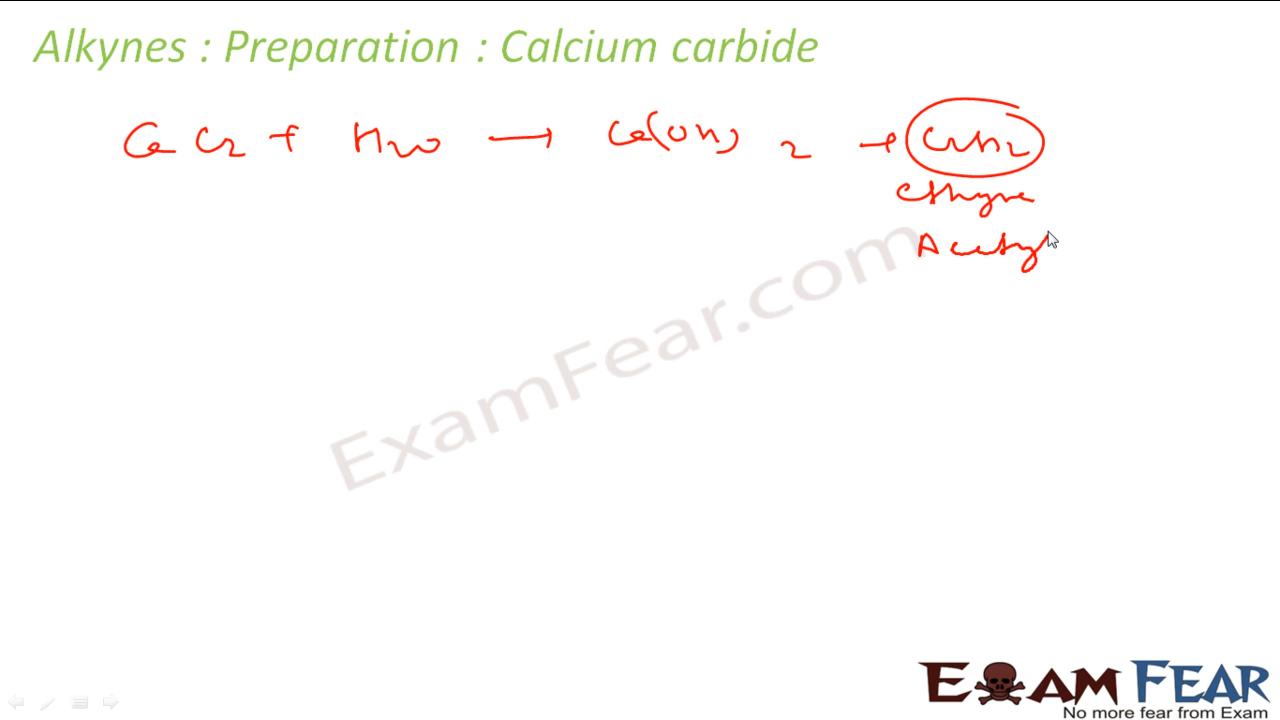 Alkynes : Preparation : Calcium carbide
CaC2 + H2O → Ca(OH)2 + C2H2
Ethyne
Acety
ExamFear.com
EXAM FEAR
No more fear from Exam